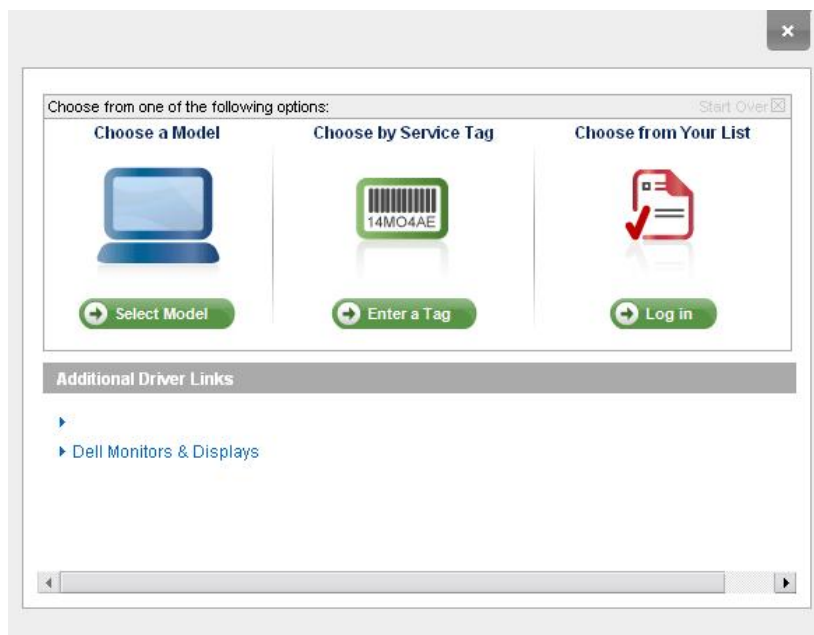 ×
Choose from one of the following options: Start Over
Choose a Model Choose by Service Tag Choose from Your List
14MO4AE
Select Model Enter a Tag Log in
Additional Driver Links
Dell Monitors & Displays